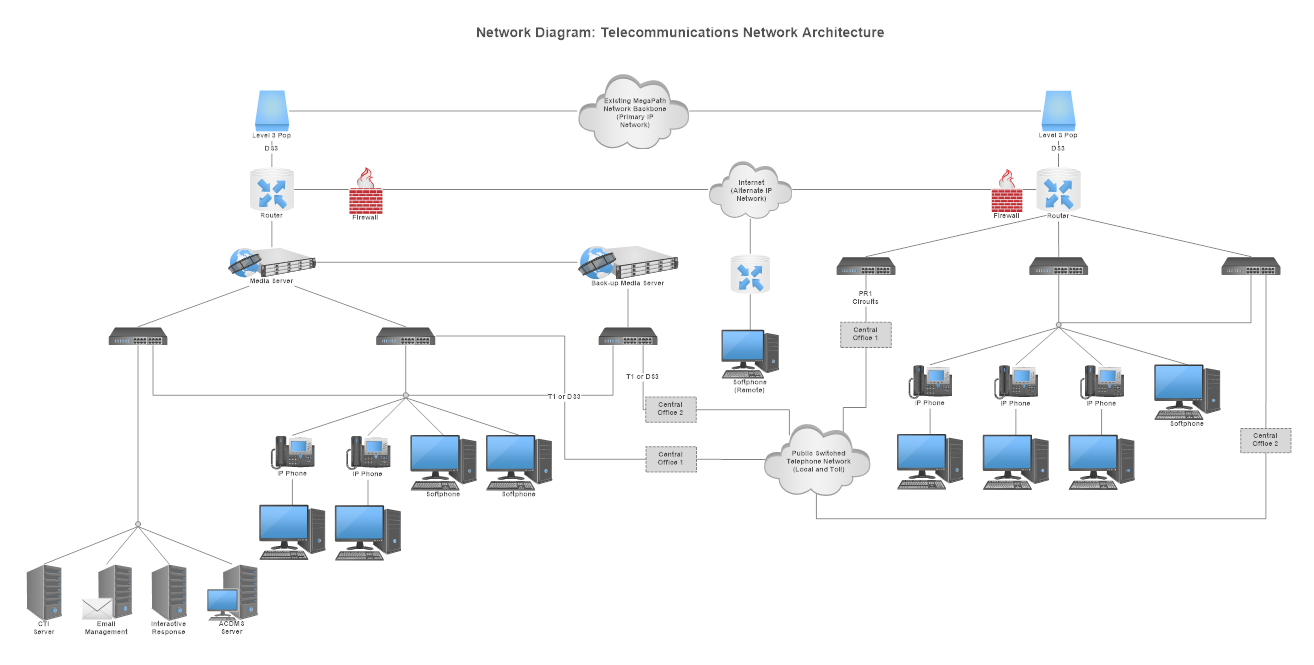 Network Diagram: Telecommunications Network Architecture
Existing MegaPath
Network Backbone
(Primary IP
Network)
Level 3 Pop
Level 3 Pop
DS3
DS3
Internet
(Alternate IP
Network)
Router
Firewall
Firewall
Router
Media Server
Back-up Media Server
PR1
Circuits
Central
Office 1
T1 or DS3
Softphone
(Remote)
T1 or DS3
Central
Office 2
IP Phone
IP Phone
IP Phone
Softphone
Central
Office 2
Central
Office 1
Public Switched
Telephone Network
(Local and Toll)
IP Phone
IP Phone
Softphone
Softphone
CTI
Server
Email
Management
Interactive
Response
ACDMS
Server